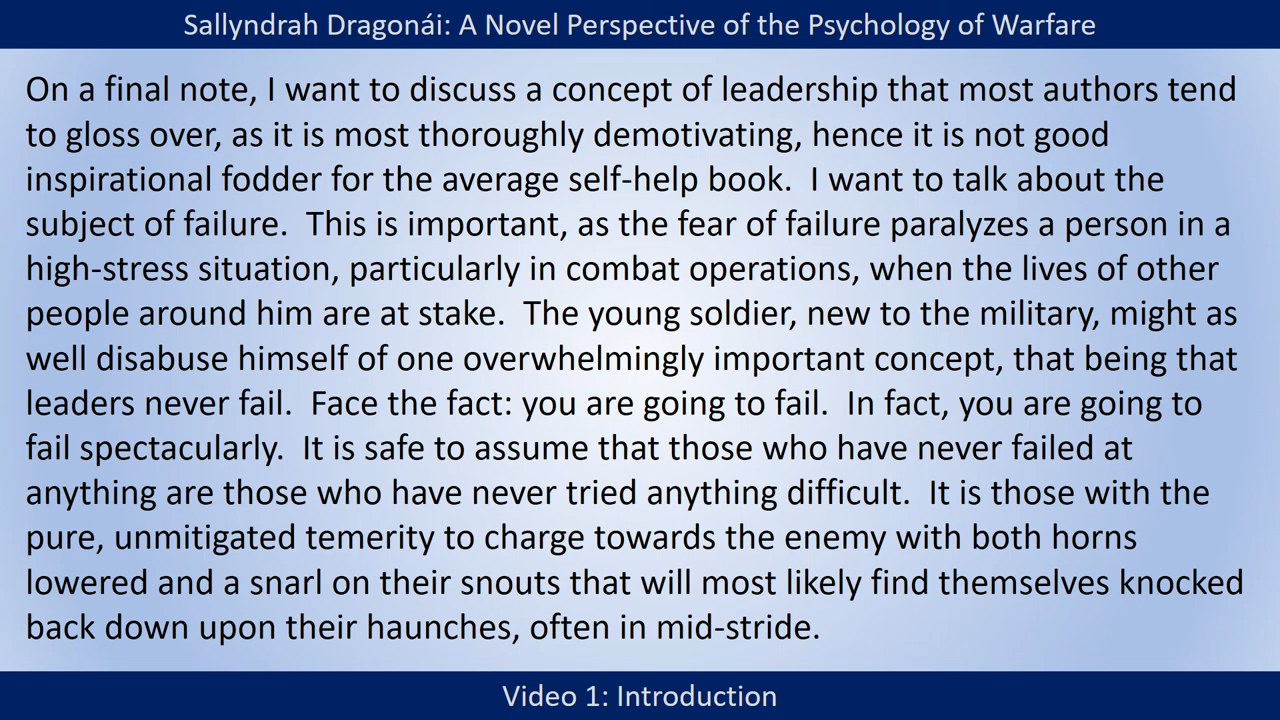 Sallyndrah Dragonái: A Novel Perspective of the Psychology of Warfare
On a final note, I want to discuss a concept of leadership that most authors tend
to gloss over, as it is most thoroughly demotivating, hence it is not good
inspirational fodder for the average self-help book.  I want to talk about the
subject of failure.  This is important, as the fear of failure paralyzes a person in a
high-stress situation, particularly in combat operations, when the lives of other
people around him are at stake.  The young soldier, new to the military, might as
well disabuse himself of one overwhelmingly important concept, that being that
leaders never fail.  Face the fact: you are going to fail.  In fact, you are going to
fail spectacularly.  It is safe to assume that those who have never failed at
anything are those who have never tried anything difficult.  It is those with the
pure, unmitigated temerity to charge towards the enemy with both horns
lowered and a snarl on their snouts that will most likely find themselves knocked
back down upon their haunches, often in mid-stride.
Video 1: Introduction